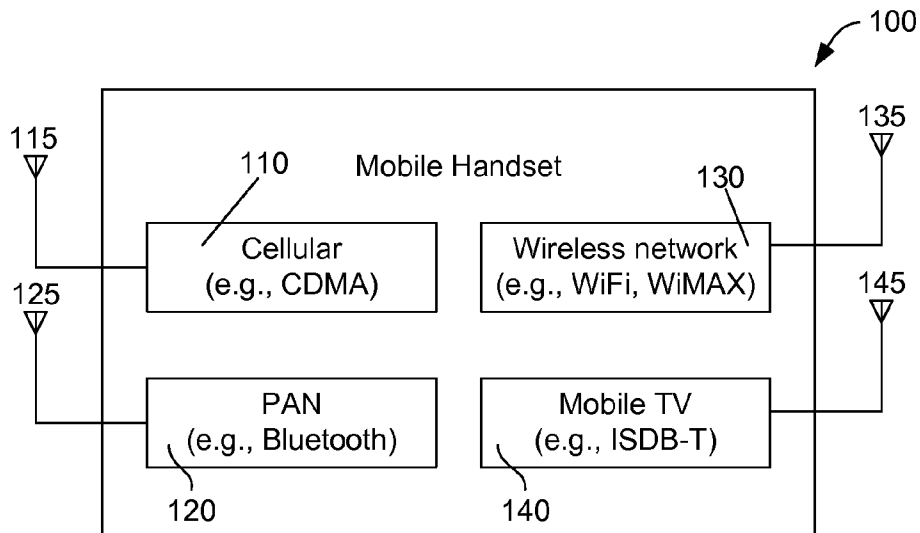 100
115
135
110
Mobile Handset
130
Cellular
(e.g., CDMA)
Wireless network
(e.g., WiFi, WiMAX)
125
145
PAN
(e.g., Bluetooth)
Mobile TV
(e.g., ISDB-T)
120
140